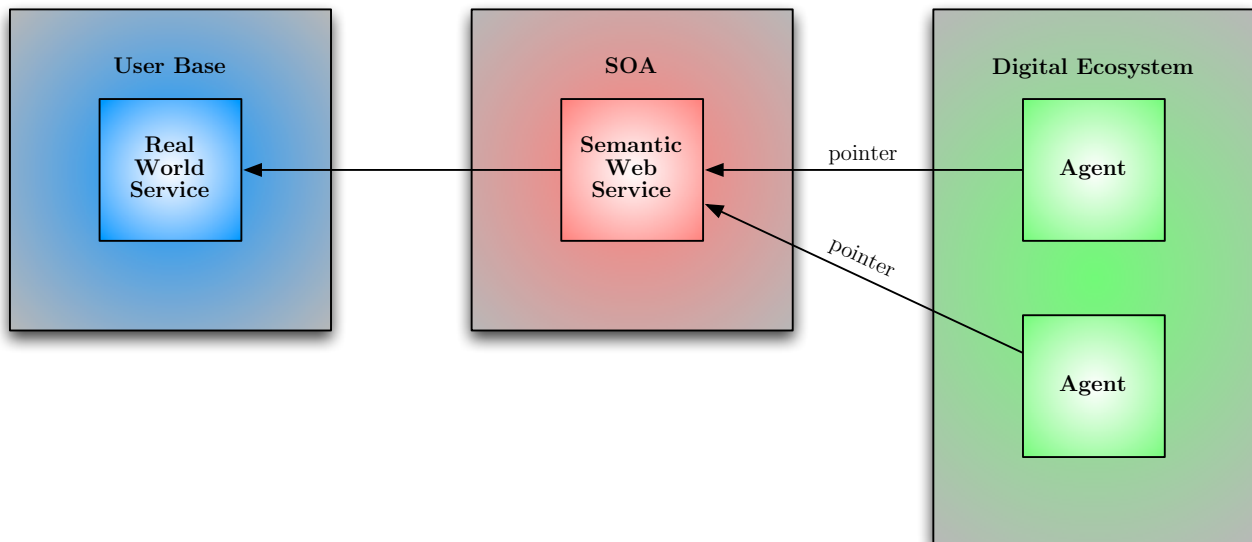 User Base
Real
World
Service
SOA
Semantic
Web
Service
pointer
pointer
Digital Ecosystem
Agent
Agent